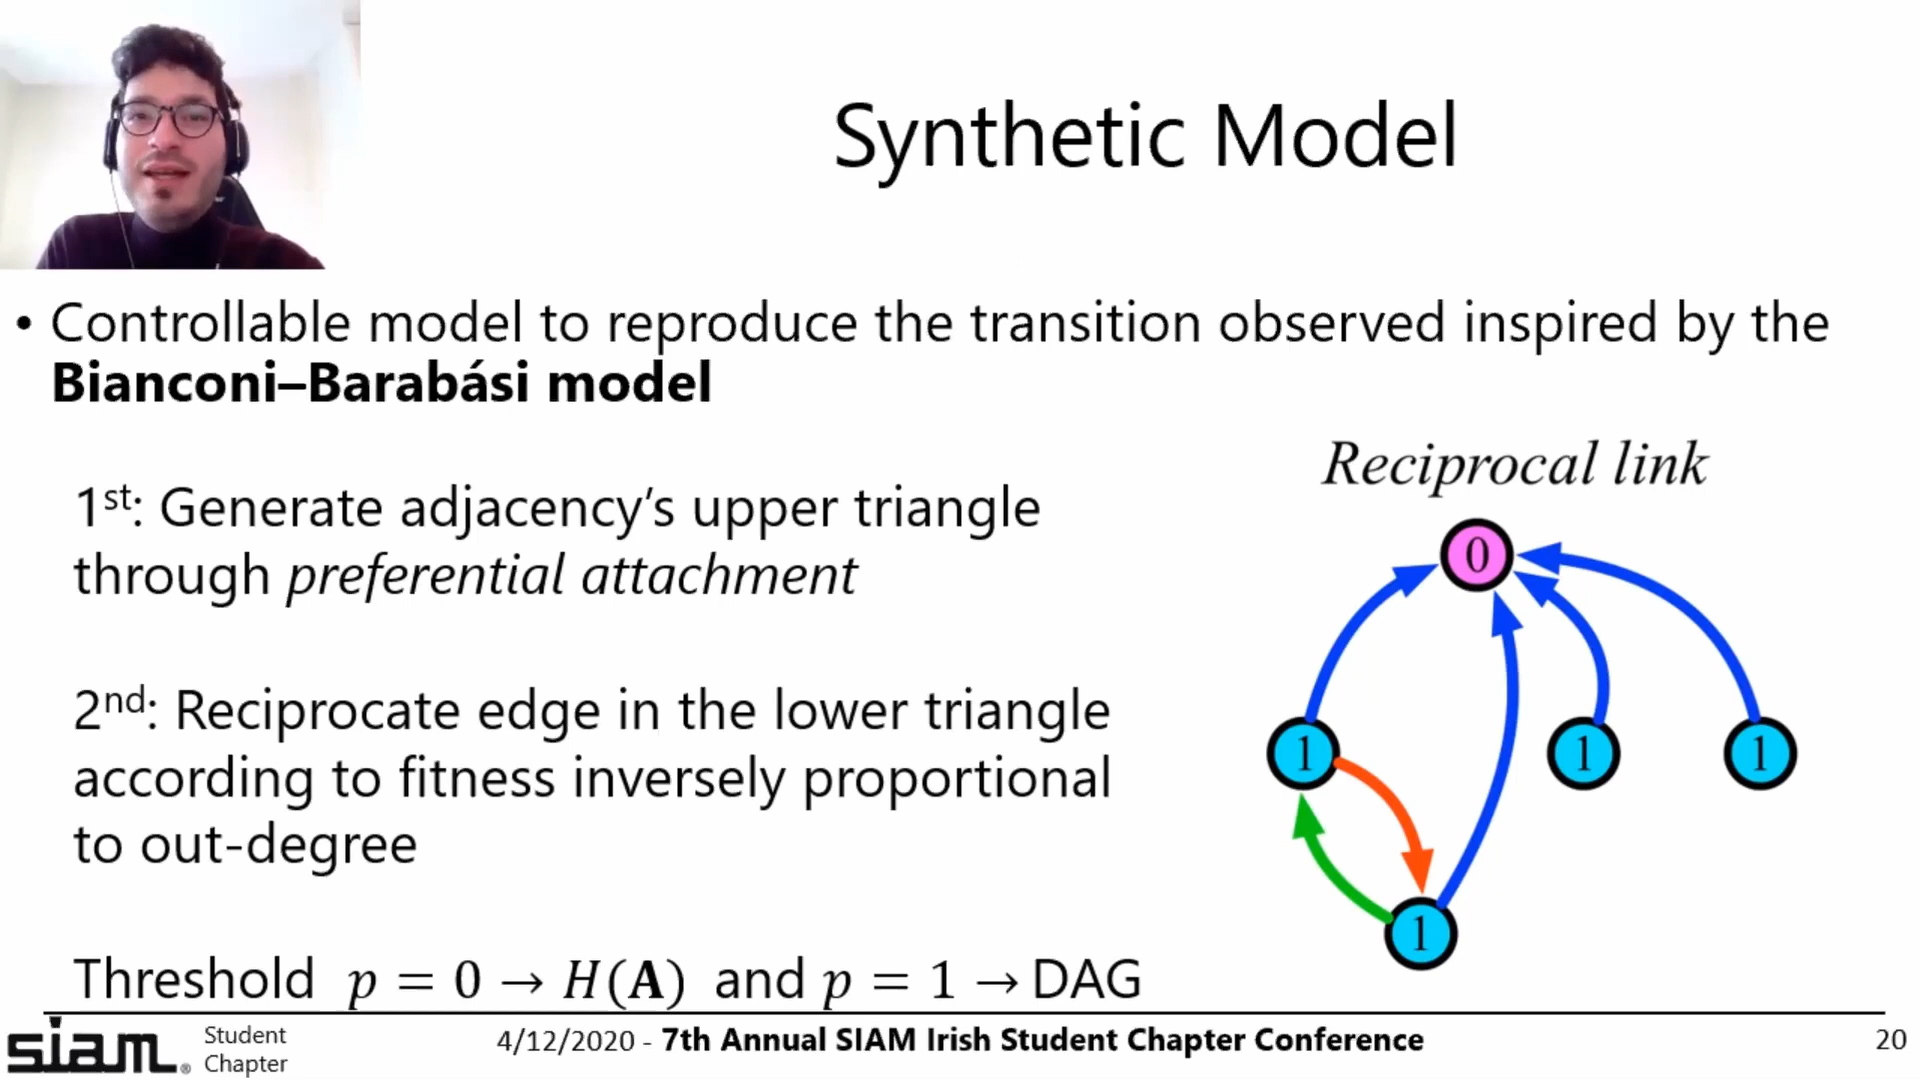 Synthetic Model
• Controllable model to reproduce the transition observed inspired by the
Bianconi–Barabási model
1st: Generate adjacency’s upper triangle
through preferential attachment
2nd: Reciprocate edge in the lower triangle
according to fitness inversely proportional
to out-degree
Threshold p = 0 → H(A) and p = 1 → DAG
Reciprocal link
0
1 1 1
1
siam® Student
Chapter
4/12/2020 - 7th Annual SIAM Irish Student Chapter Conference
20